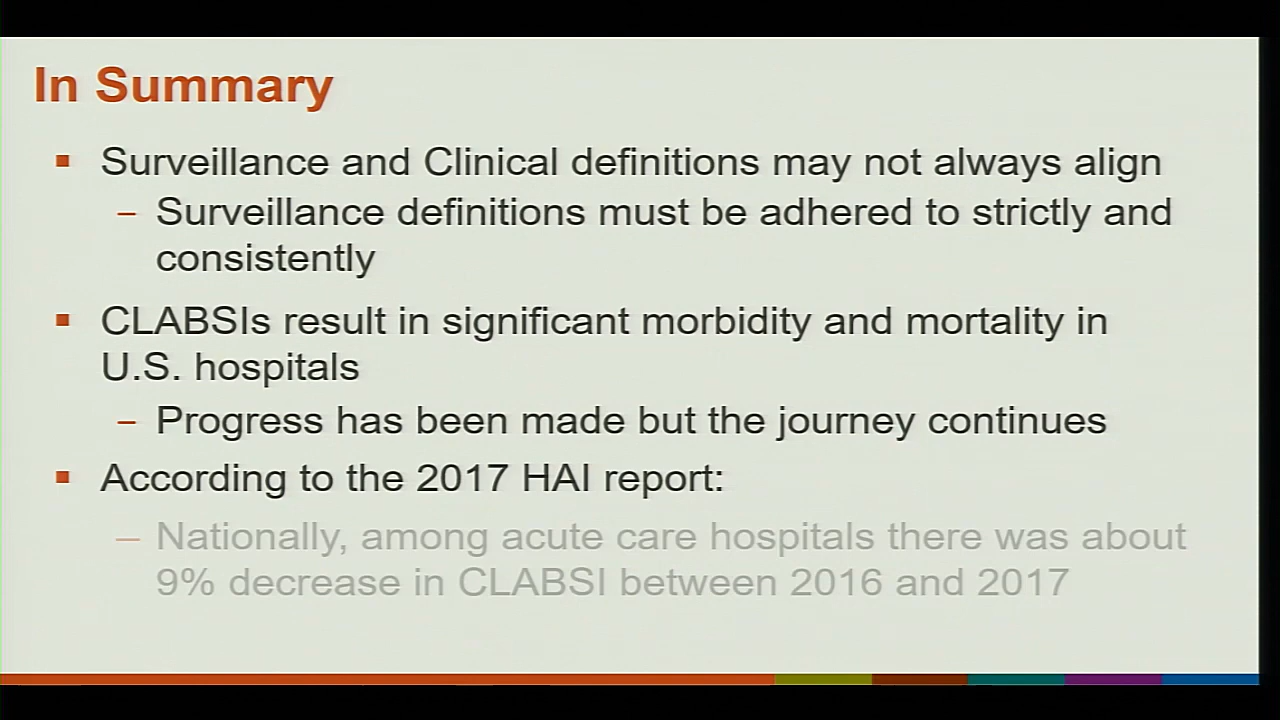 In Summary
▪ Surveillance and Clinical definitions may not always align
– Surveillance definitions must be adhered to strictly and
consistently
▪ CLABSIs result in significant morbidity and mortality in
U.S. hospitals
– Progress has been made but the journey continues
▪ According to the 2017 HAI report:
– Nationally, among acute care hospitals there was about
9% decrease in CLABSI between 2016 and 2017